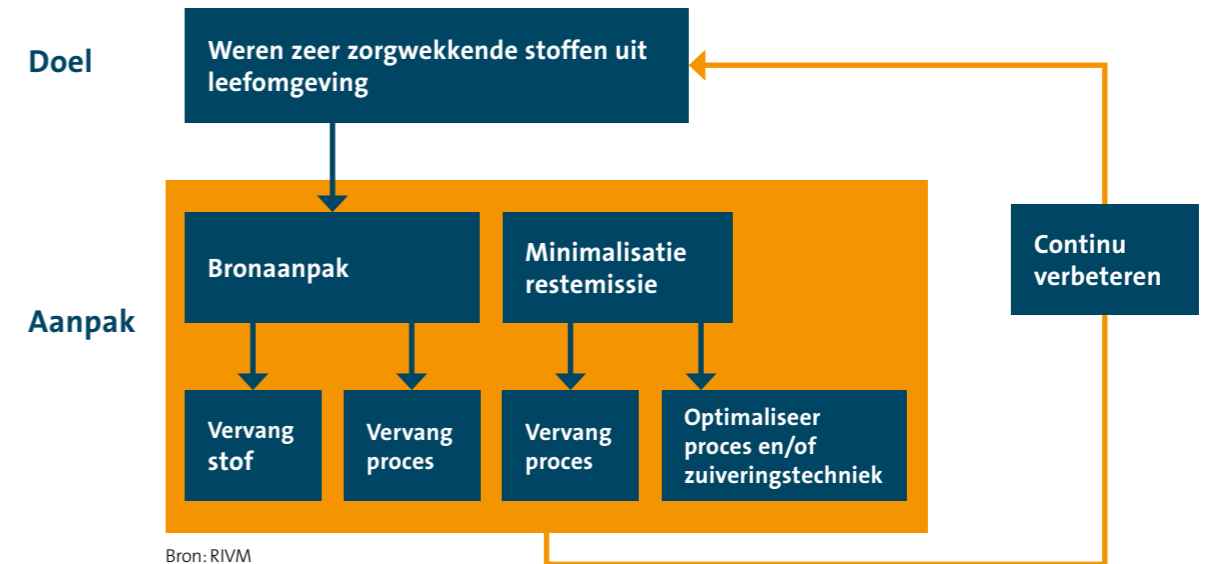 Doel
Weren zeer zorgwekkende stoffen uit
leefomgeving
Aanpak
Bronaanpak
Minimalisatie
restemissie
Continu
verbeteren
Vervang
stof
Vervang
proces
Vervang
proces
Optimaliseer
proces en/of
zuiveringstechniek
Bron: RIVM